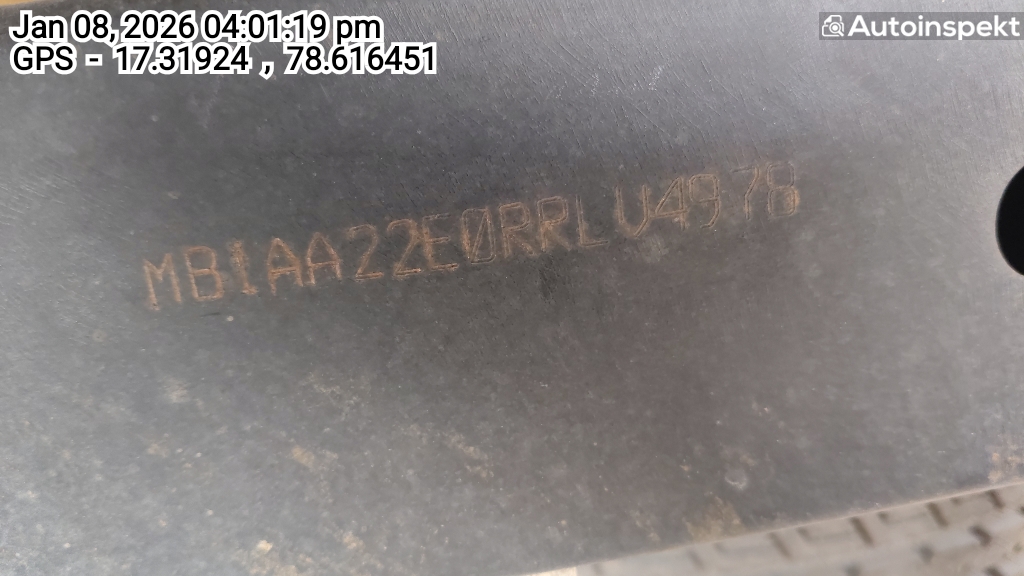 Jan 08, 2026 04:01:19 pm
GPS - 17.31924 , 78.616451
Autoinspekt
MB1AA22E0RRLU4978